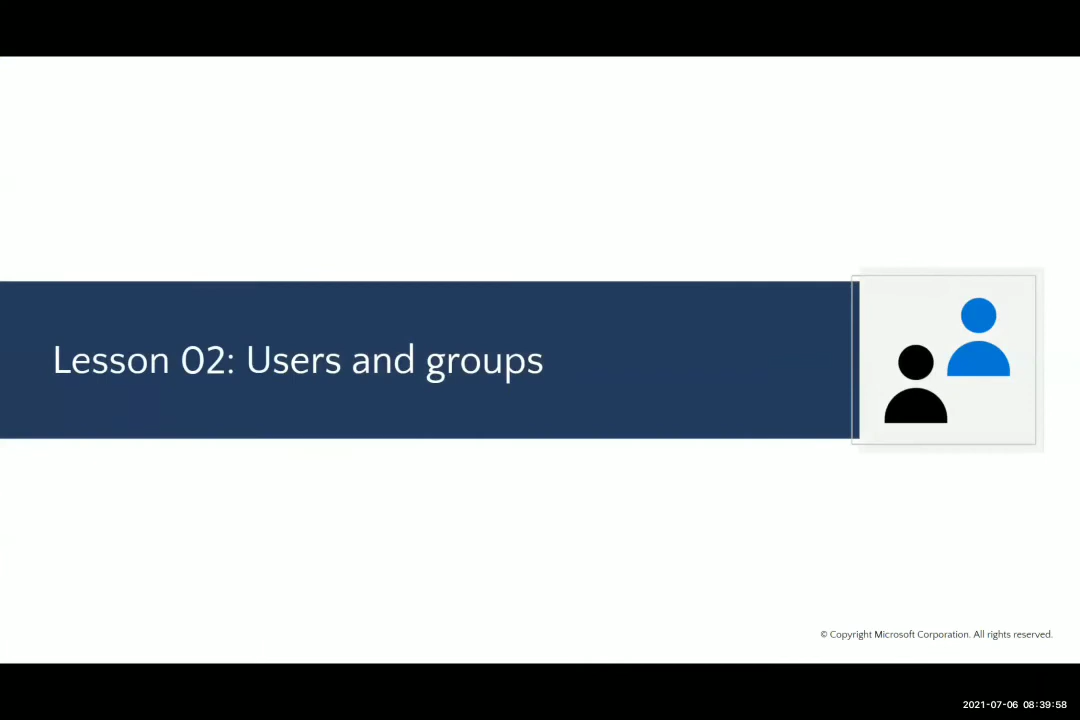 Lesson 02: Users and groups
© Copyright Microsoft Corporation. All rights reserved.
2021-07-06 08:39:58